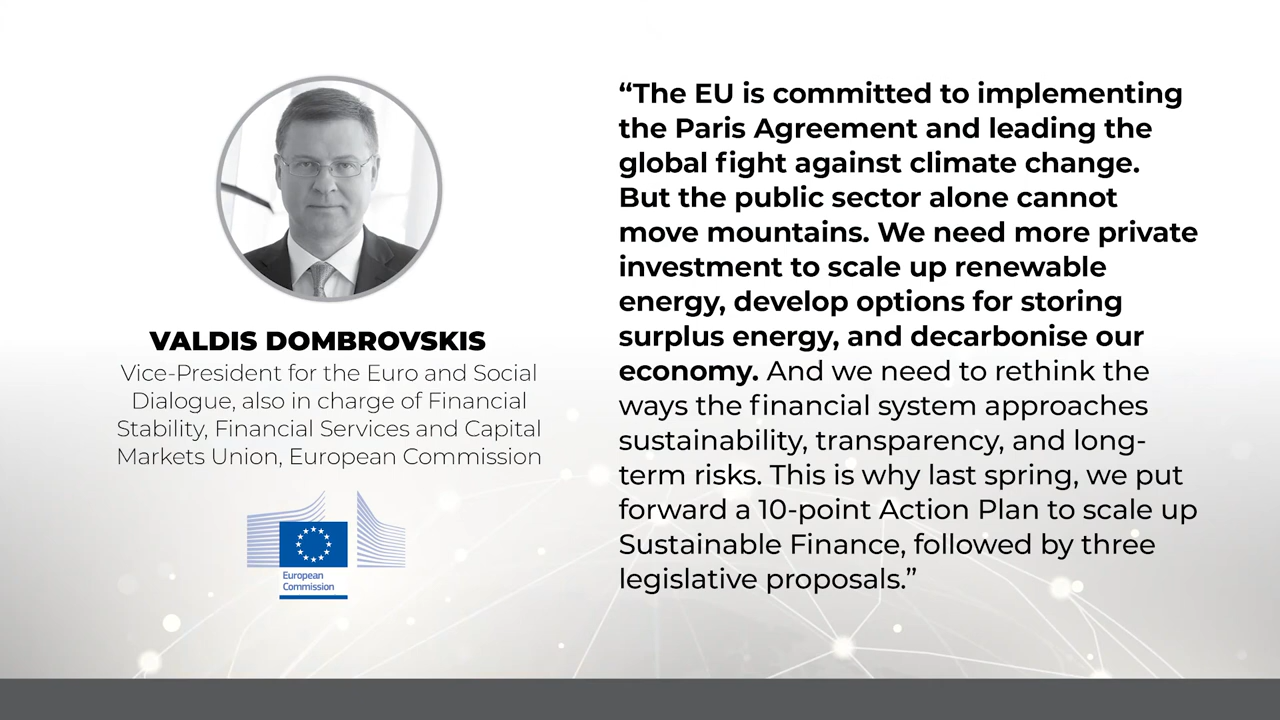 VALDIS DOMBROVSKIS
Vice-President for the Euro and Social
Dialogue, also in charge of Financial
Stability, Financial Services and Capital
Markets Union, European Commission
European
Commission
“The EU is committed to implementing
the Paris Agreement and leading the
global fight against climate change.
But the public sector alone cannot
move mountains. We need more private
investment to scale up renewable
energy, develop options for storing
surplus energy, and decarbonise our
economy. And we need to rethink the
ways the financial system approaches
sustainability, transparency, and long-
term risks. This is why last spring, we put
forward a 10-point Action Plan to scale up
Sustainable Finance, followed by three
legislative proposals.”